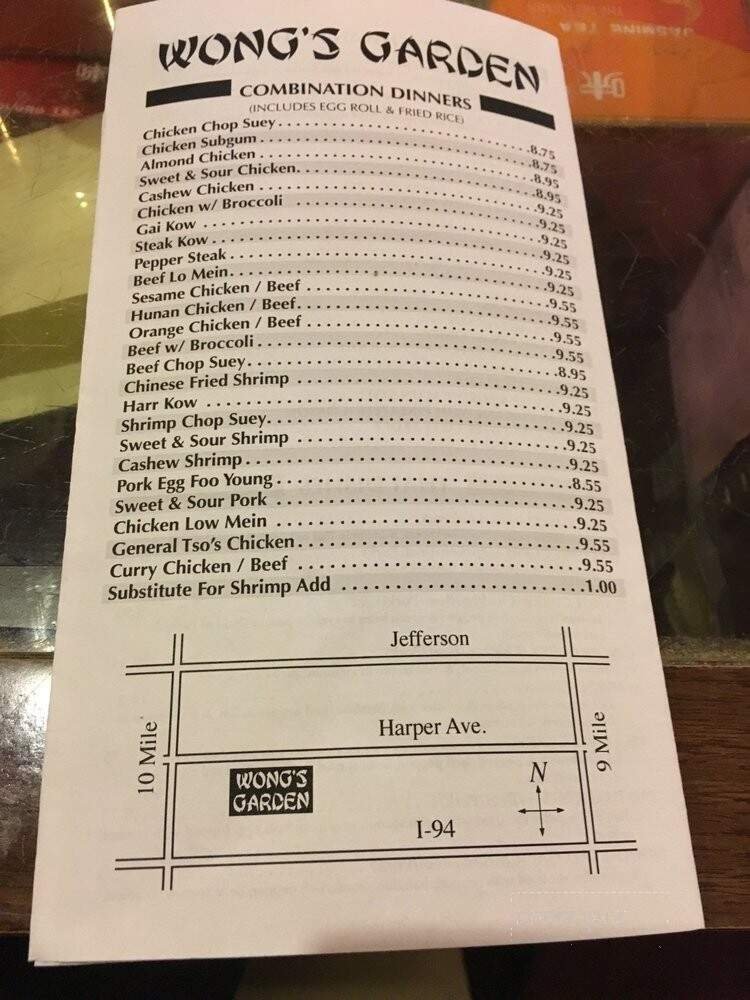 JASMINE TEA
味
WONG'S GARDEN
COMBINATION DINNERS
(INCLUDES EGG ROLL & FRIED RICE)
Chicken Chop Suey . . . . . 8.75
Chicken Subgum . . . . . 8.75
Almond Chicken . . . . . 8.95
Sweet & Sour Chicken . . . . . 8.95
Cashew Chicken . . . . . 9.25
Chicken w/ Broccoli . . . . . 9.25
Gai Kow . . . . . 9.25
Steak Kow . . . . . 9.25
Pepper Steak . . . . . 9.25
Beef Lo Mein . . . . . 9.25
Sesame Chicken / Beef . . . . . 9.55
Hunan Chicken / Beef . . . . . 9.55
Orange Chicken / Beef . . . . . 9.55
Beef w/ Broccoli . . . . . 9.55
Beef Chop Suey . . . . . 8.95
Chinese Fried Shrimp . . . . . 9.25
Harr Kow . . . . . 9.25
Shrimp Chop Suey . . . . . 9.25
Sweet & Sour Shrimp . . . . . 9.25
Cashew Shrimp . . . . . 9.25
Pork Egg Foo Young . . . . . 8.55
Sweet & Sour Pork . . . . . 9.25
Chicken Low Mein . . . . . 9.25
General Tso's Chicken . . . . . 9.55
Curry Chicken / Beef . . . . . 9.55
Substitute For Shrimp Add . . . . . 1.00
Jefferson
10 Mile
Harper Ave.
9 Mile
WONG'S
GARDEN
N
I-94